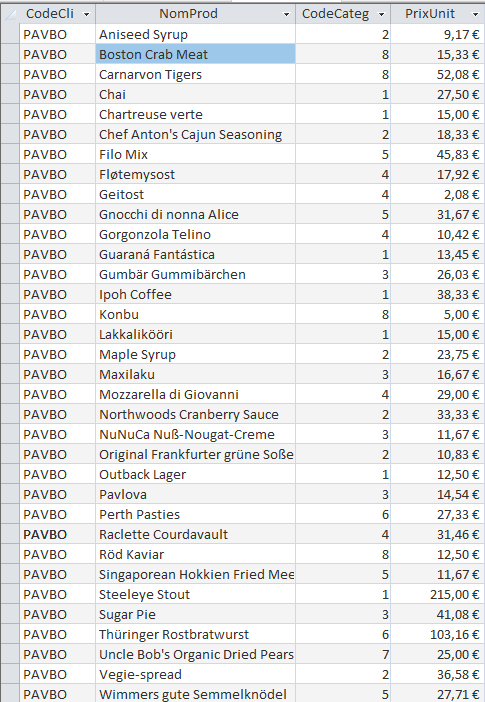 CodeCli NomProd CodeCateg PrixUnit
PAVBO Aniseed Syrup 2 9,17 €
PAVBO Boston Crab Meat 8 15,33 €
PAVBO Carnarvon Tigers 8 52,08 €
PAVBO Chai 1 27,50 €
PAVBO Chartreuse verte 1 15,00 €
PAVBO Chef Anton's Cajun Seasoning 2 18,33 €
PAVBO Filo Mix 5 45,83 €
PAVBO Fløtemysost 4 17,92 €
PAVBO Geitost 4 2,08 €
PAVBO Gnocchi di nonna Alice 5 31,67 €
PAVBO Gorgonzola Telino 4 10,42 €
PAVBO Guaraná Fantástica 1 13,45 €
PAVBO Gumbär Gummibärchen 3 26,03 €
PAVBO Ipoh Coffee 1 38,33 €
PAVBO Konbu 8 5,00 €
PAVBO Lakkalikööri 1 15,00 €
PAVBO Maple Syrup 2 23,75 €
PAVBO Maxilaku 3 16,67 €
PAVBO Mozzarella di Giovanni 4 29,00 €
PAVBO Northwoods Cranberry Sauce 2 33,33 €
PAVBO NuNuCa Nuß-Nougat-Creme 3 11,67 €
PAVBO Original Frankfurter grüne Soße 2 10,83 €
PAVBO Outback Lager 1 12,50 €
PAVBO Pavlova 3 14,54 €
PAVBO Perth Pasties 6 27,33 €
PAVBO Raclette Courdavault 4 31,46 €
PAVBO Röd Kaviar 8 12,50 €
PAVBO Singaporean Hokkien Fried Mee 5 11,67 €
PAVBO Steeleye Stout 1 215,00 €
PAVBO Sugar Pie 3 41,08 €
PAVBO Thüringer Rostbratwurst 6 103,16 €
PAVBO Uncle Bob's Organic Dried Pears 7 25,00 €
PAVBO Vegie-spread 2 36,58 €
PAVBO Wimmers gute Semmelknödel 5 27,71 €